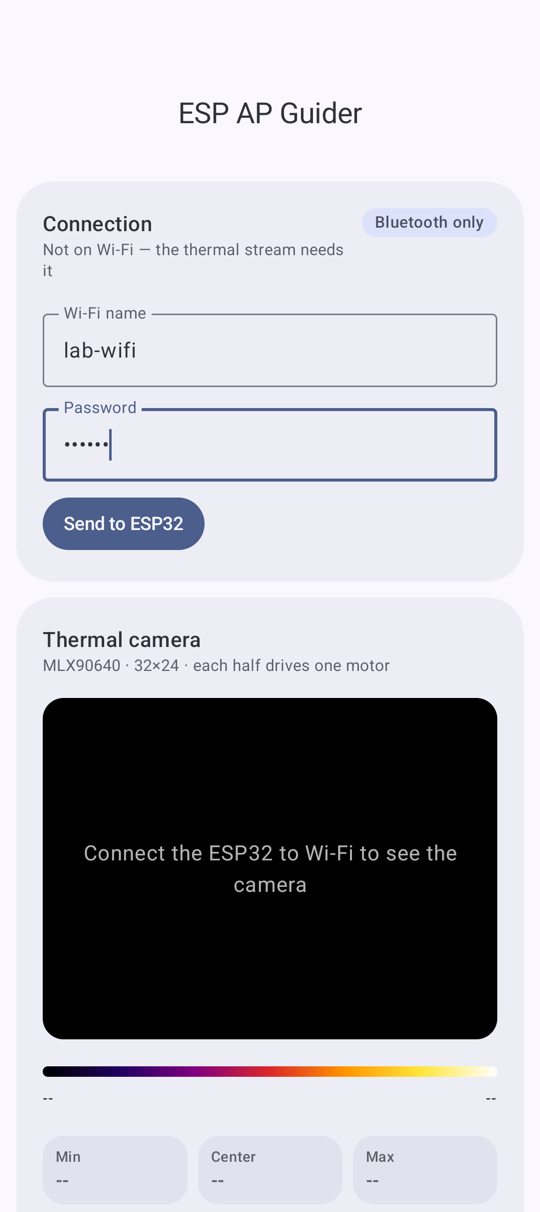 ESP AP Guider
Connection
Bluetooth only
Not on Wi-Fi — the thermal stream needs
it
Wi-Fi name
lab-wifi
Password
••••••
Send to ESP32
Thermal camera
MLX90640 · 32×24 · each half drives one motor
Connect the ESP32 to Wi-Fi to see the
camera
-- --
Min Center Max
-- -- --